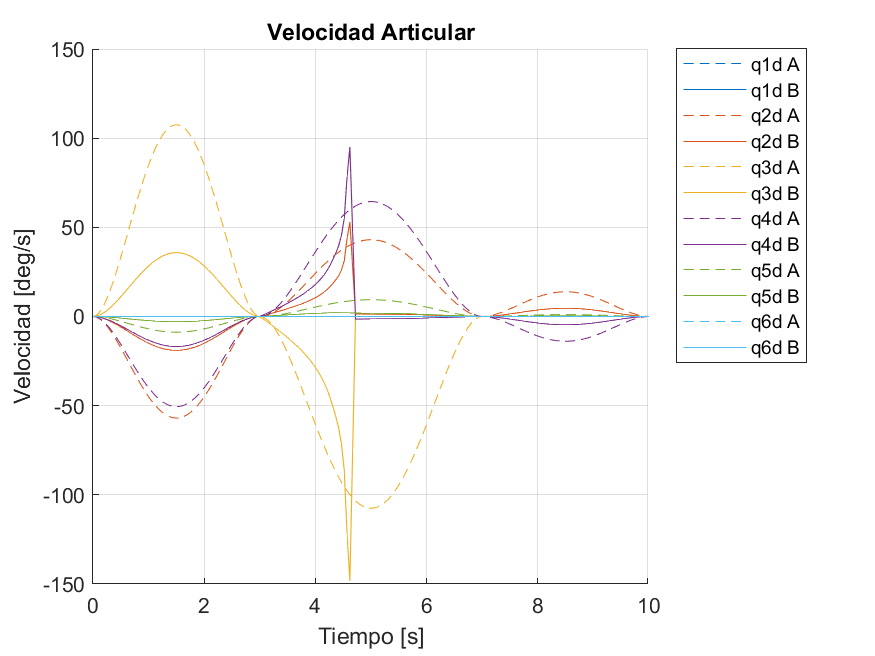 Velocidad Articular
150
100
50
0
-50
-100
-150
Velocidad [deg/s]
0 2 4 6 8 10
Tiempo [s]
q1d A
q1d B
q2d A
q2d B
q3d A
q3d B
q4d A
q4d B
q5d A
q5d B
q6d A
q6d B